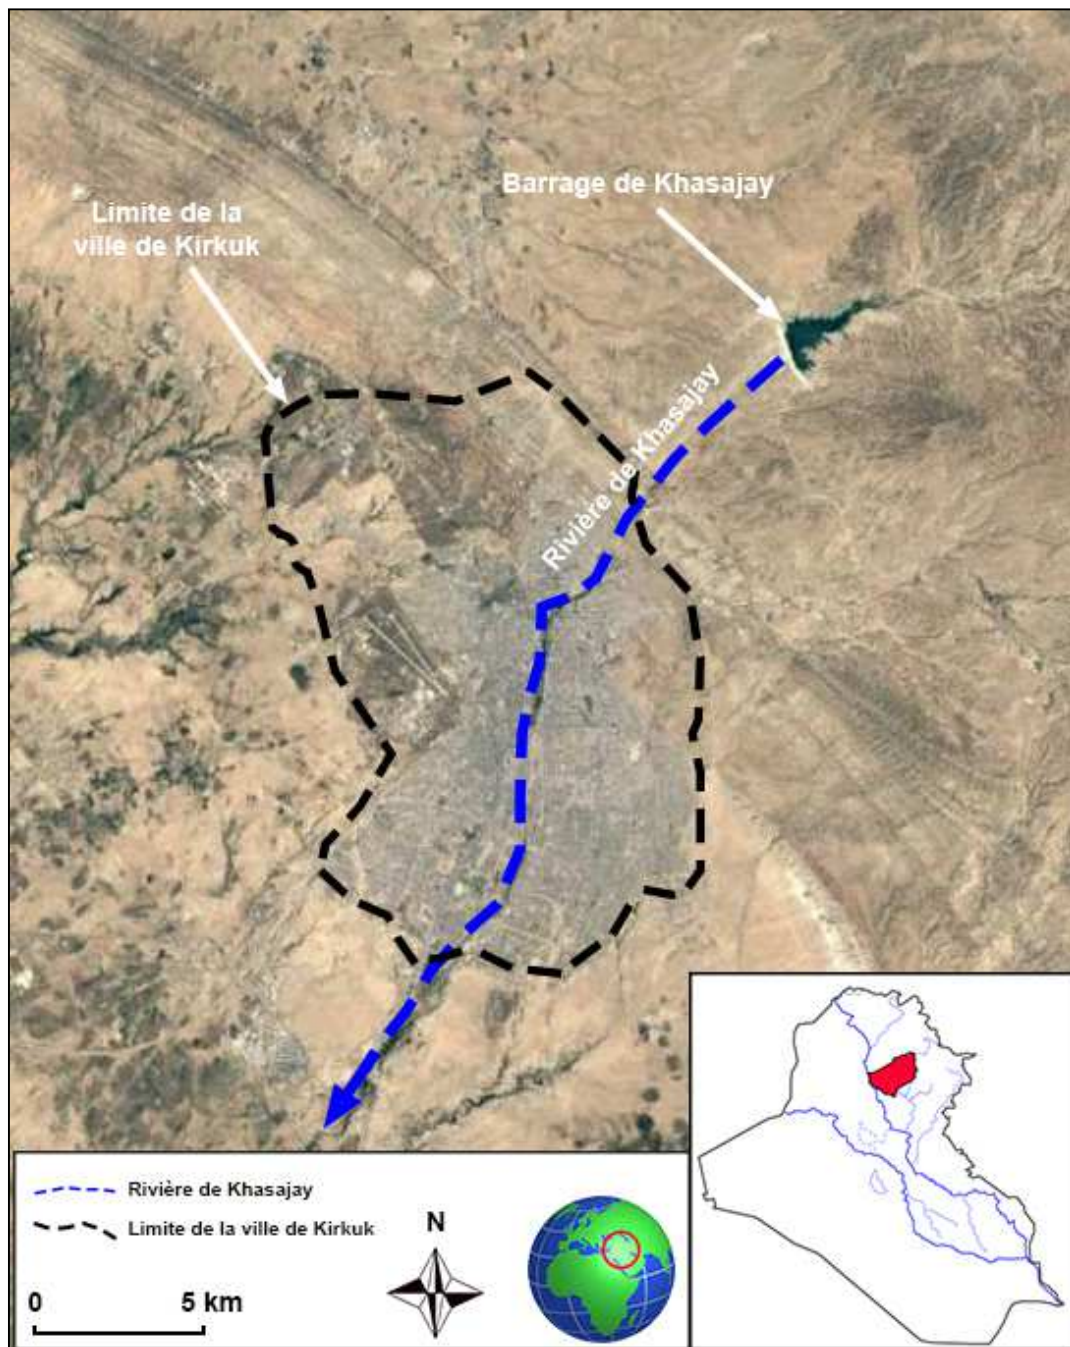 Barrage de Khasajay
Limite de la
ville de Kirkuk
Rivière de Khasajay
Rivière de Khasajay
Limite de la ville de Kirkuk
N
0 5 km